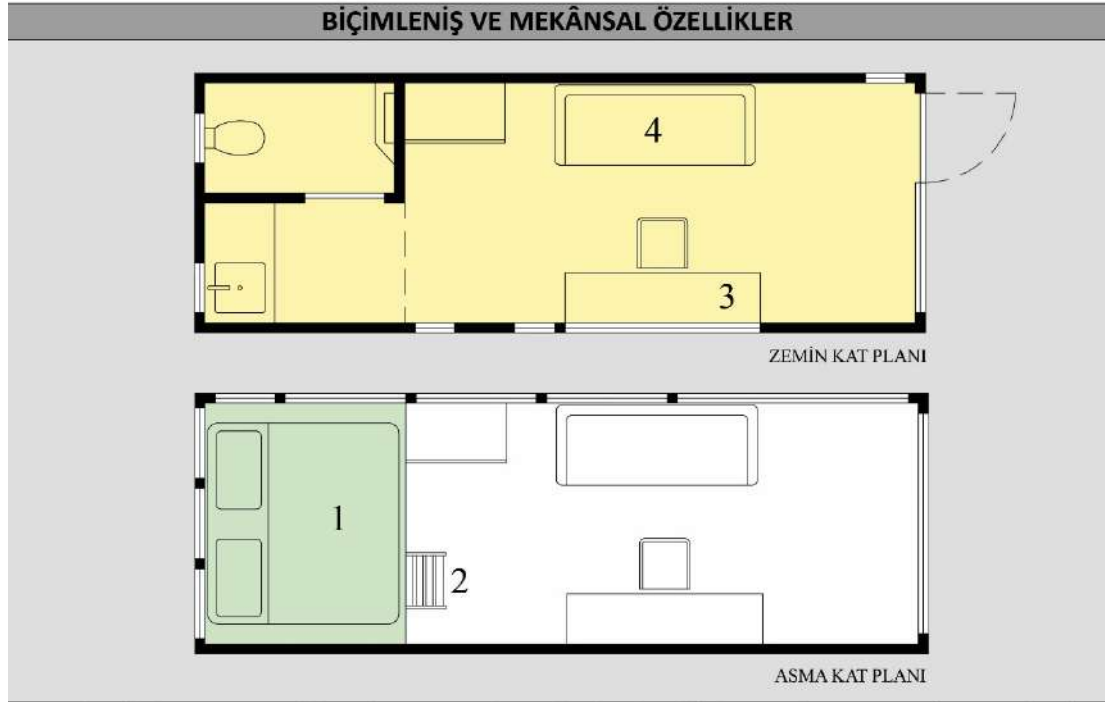 BİÇİMLENİŞ VE MEKÂNSAL ÖZELLİKLER
4
3
ZEMİN KAT PLANI
1
2
ASMA KAT PLANI